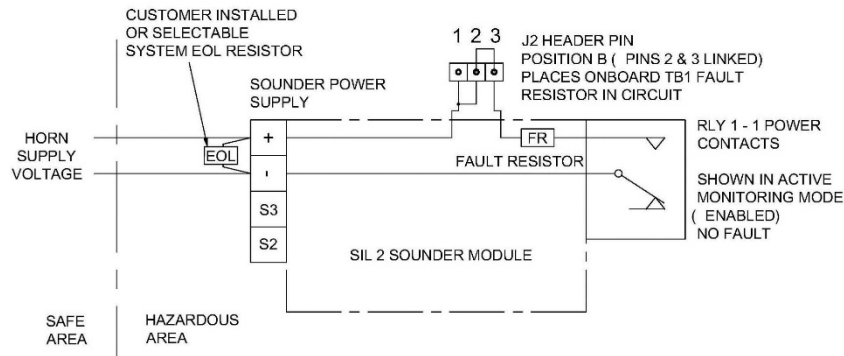 CUSTOMER INSTALLED
OR SELECTABLE
SYSTEM EOL RESISTOR
1 2 3
J2 HEADER PIN
POSITION B ( PINS 2 & 3 LINKED)
PLACES ONBOARD TB1 FAULT
RESISTOR IN CIRCUIT
SOUNDER POWER
SUPPLY
HORN
SUPPLY
VOLTAGE
EOL
+
-
S3
S2
FR
FAULT RESISTOR
RLY 1 - 1 POWER
CONTACTS
SHOWN IN ACTIVE
MONITORING MODE
( ENABLED)
NO FAULT
SIL 2 SOUNDER MODULE
SAFE
AREA
HAZARDOUS
AREA